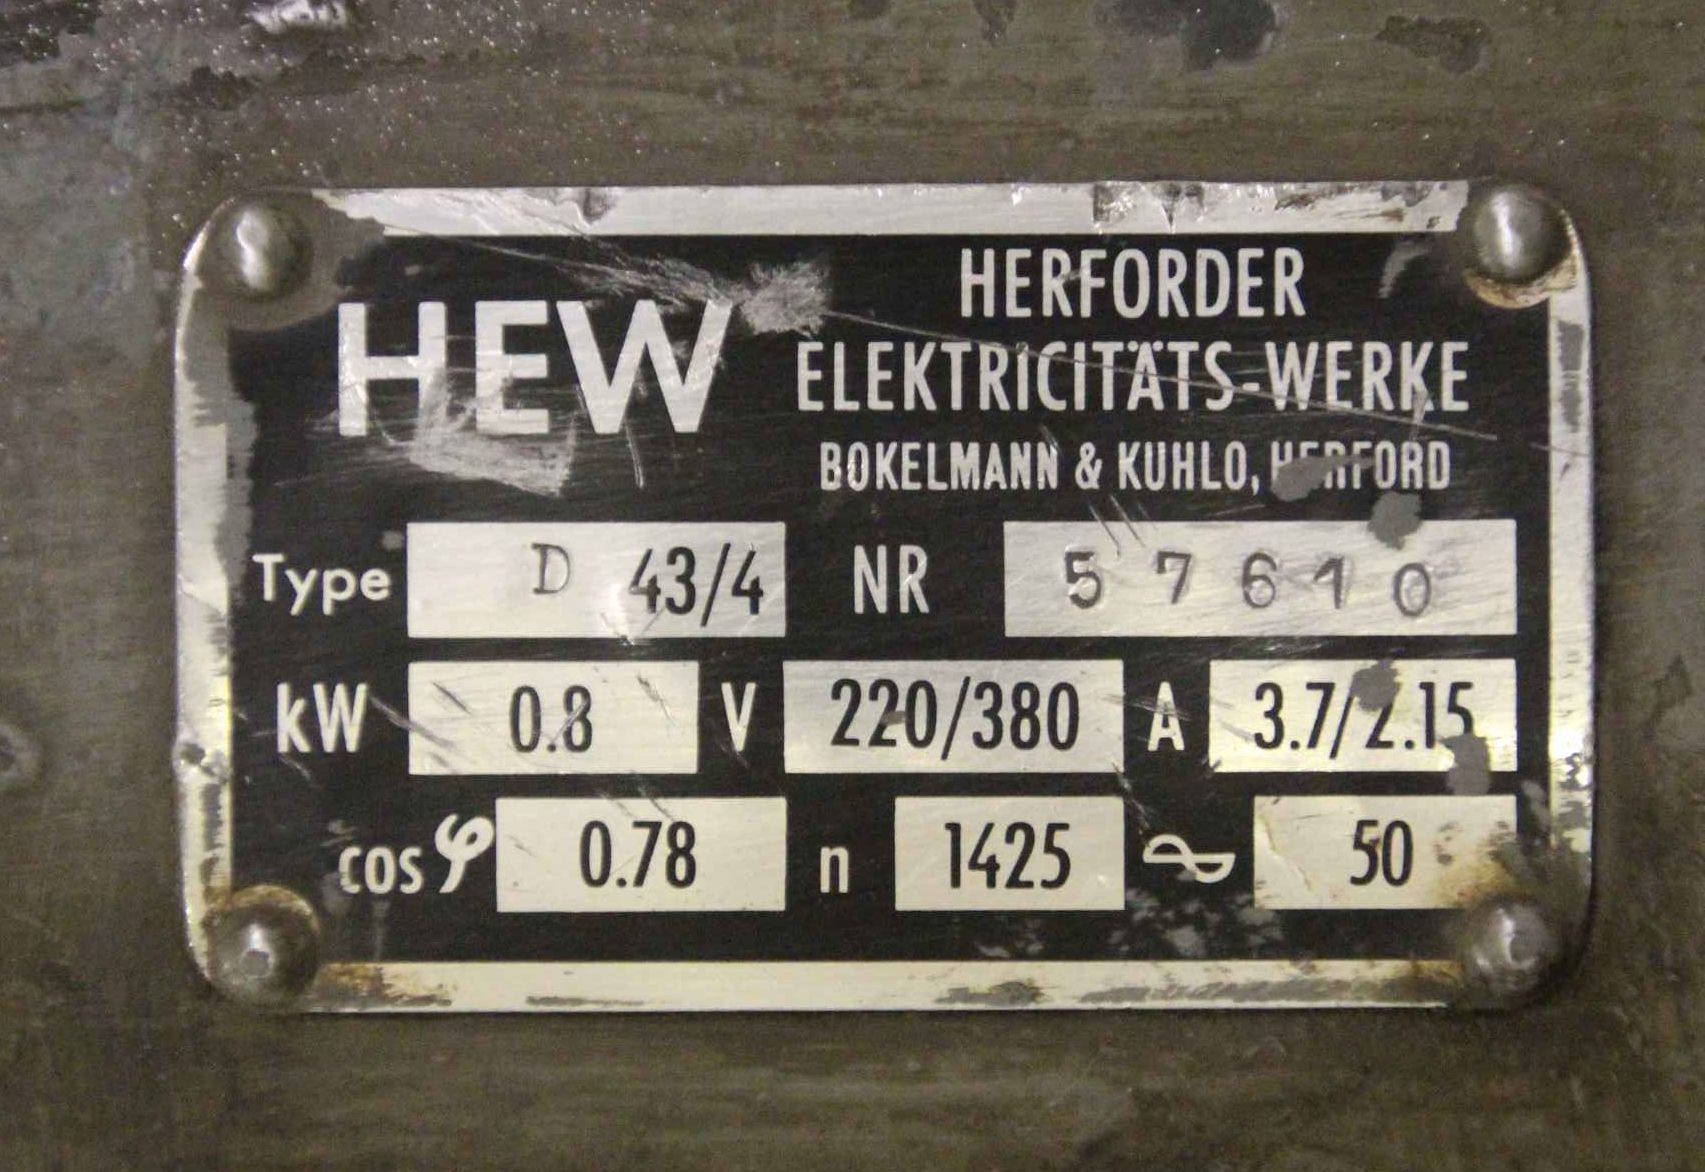 HEW
HERFORDER
ELEKTRICITÄTS-WERKE
BOKELMANN & KUHLO, HERFORD
Type D 43/4 NR 57610
kW 0.8 V 220/380 A 3.7/2.15
cos φ 0.78 n 1425 ∿ 50